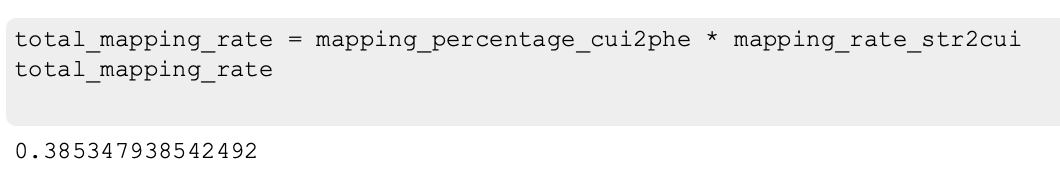 total_mapping_rate = mapping_percentage_cui2phe * mapping_rate_str2cui
total_mapping_rate
0.385347938542492